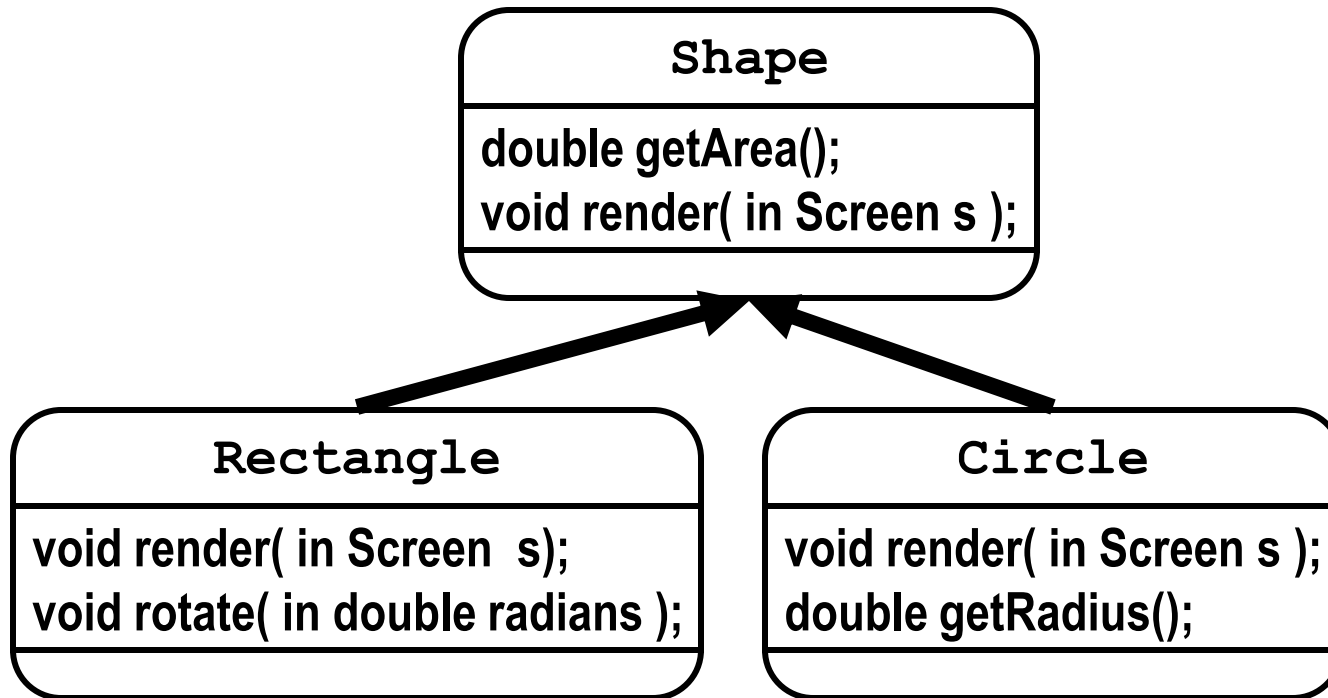 Shape
double getArea();
void render( in Screen s );
Rectangle
void render( in Screen  s);
void rotate( in double radians );
Circle
void render( in Screen s );
double getRadius();